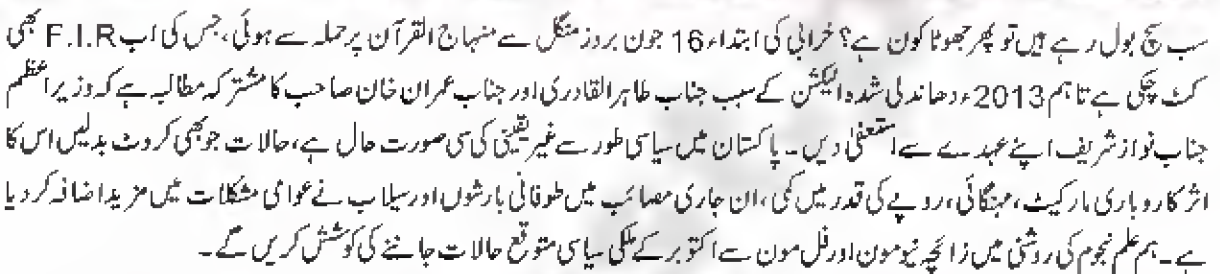 سب سچ بول رہے ہیں تو پھر جھوٹا کون ہے؟ خرابی کی ابتداء 16 جون بروز منگل سے منہاج القرآن پر حملہ سے ہوئی، جس کی اب F.I.R بھی
کٹ چکی ہے تاہم 2013ء دھاندلی شدہ الیکشن کے سبب جناب طاہر القادری اور جناب عمران خان صاحب کا مشترکہ مطالبہ ہے کہ وزیر اعظم
جناب نواز شریف اپنے عہدے سے استعفیٰ دیں۔ پاکستان میں سیاسی طور سے غیر یقینی کی سی صورت حال ہے، حالات جو بھی کروٹ بدلیں اس کا
اثر کاروباری مارکیٹ، مہنگائی، روپے کی قدر میں کمی، ان جاری مصائب میں طوفانی بارشوں اور سیلاب نے عوامی مشکلات میں مزید اضافہ کر دیا
ہے۔ ہم علم نجوم کی روشنی میں زائچہ نیو مون اور فل مون سے اکتوبر کے ملکی سیاسی متوقع حالات جاننے کی کوشش کریں گے۔